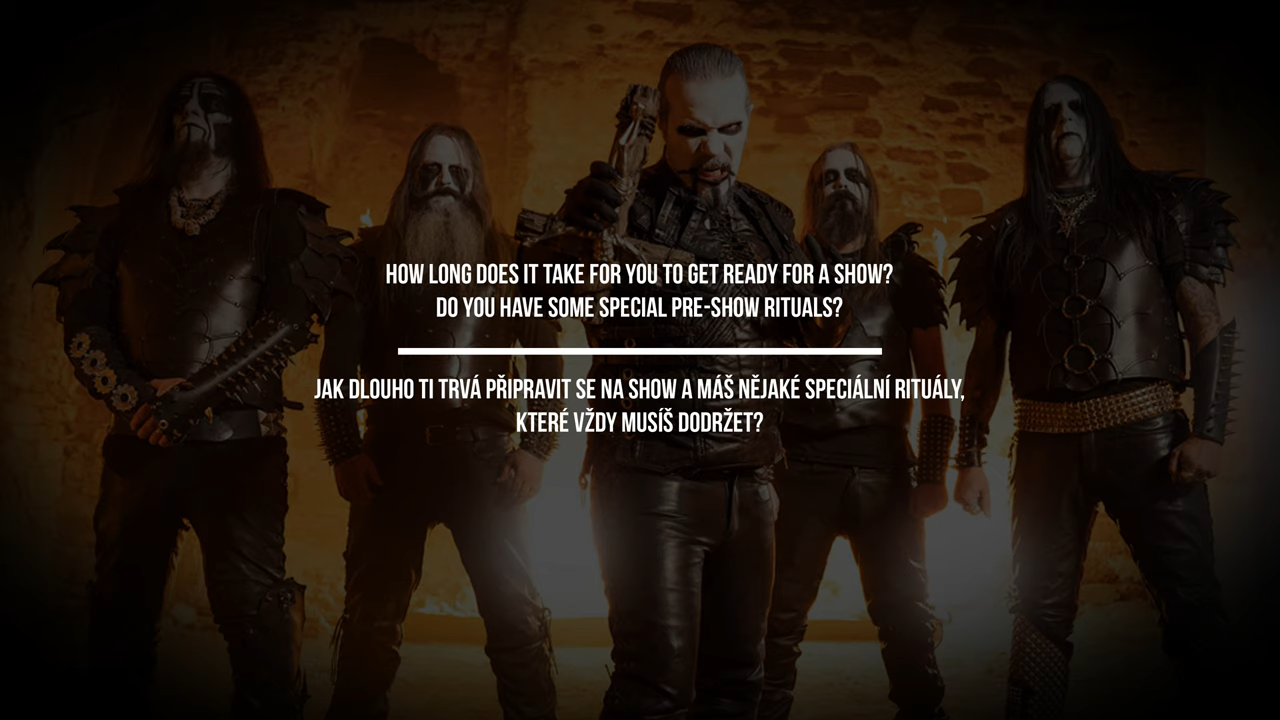 HOW LONG DOES IT TAKE FOR YOU TO GET READY FOR A SHOW?
DO YOU HAVE SOME SPECIAL PRE-SHOW RITUALS?
JAK DLOUHO TI TRVÁ PŘIPRAVIT SE NA SHOW A MÁŠ NĚJAKÉ SPECIÁLNÍ RITUÁLY,
KTERÉ VŽDY MUSÍŠ DODRŽET?